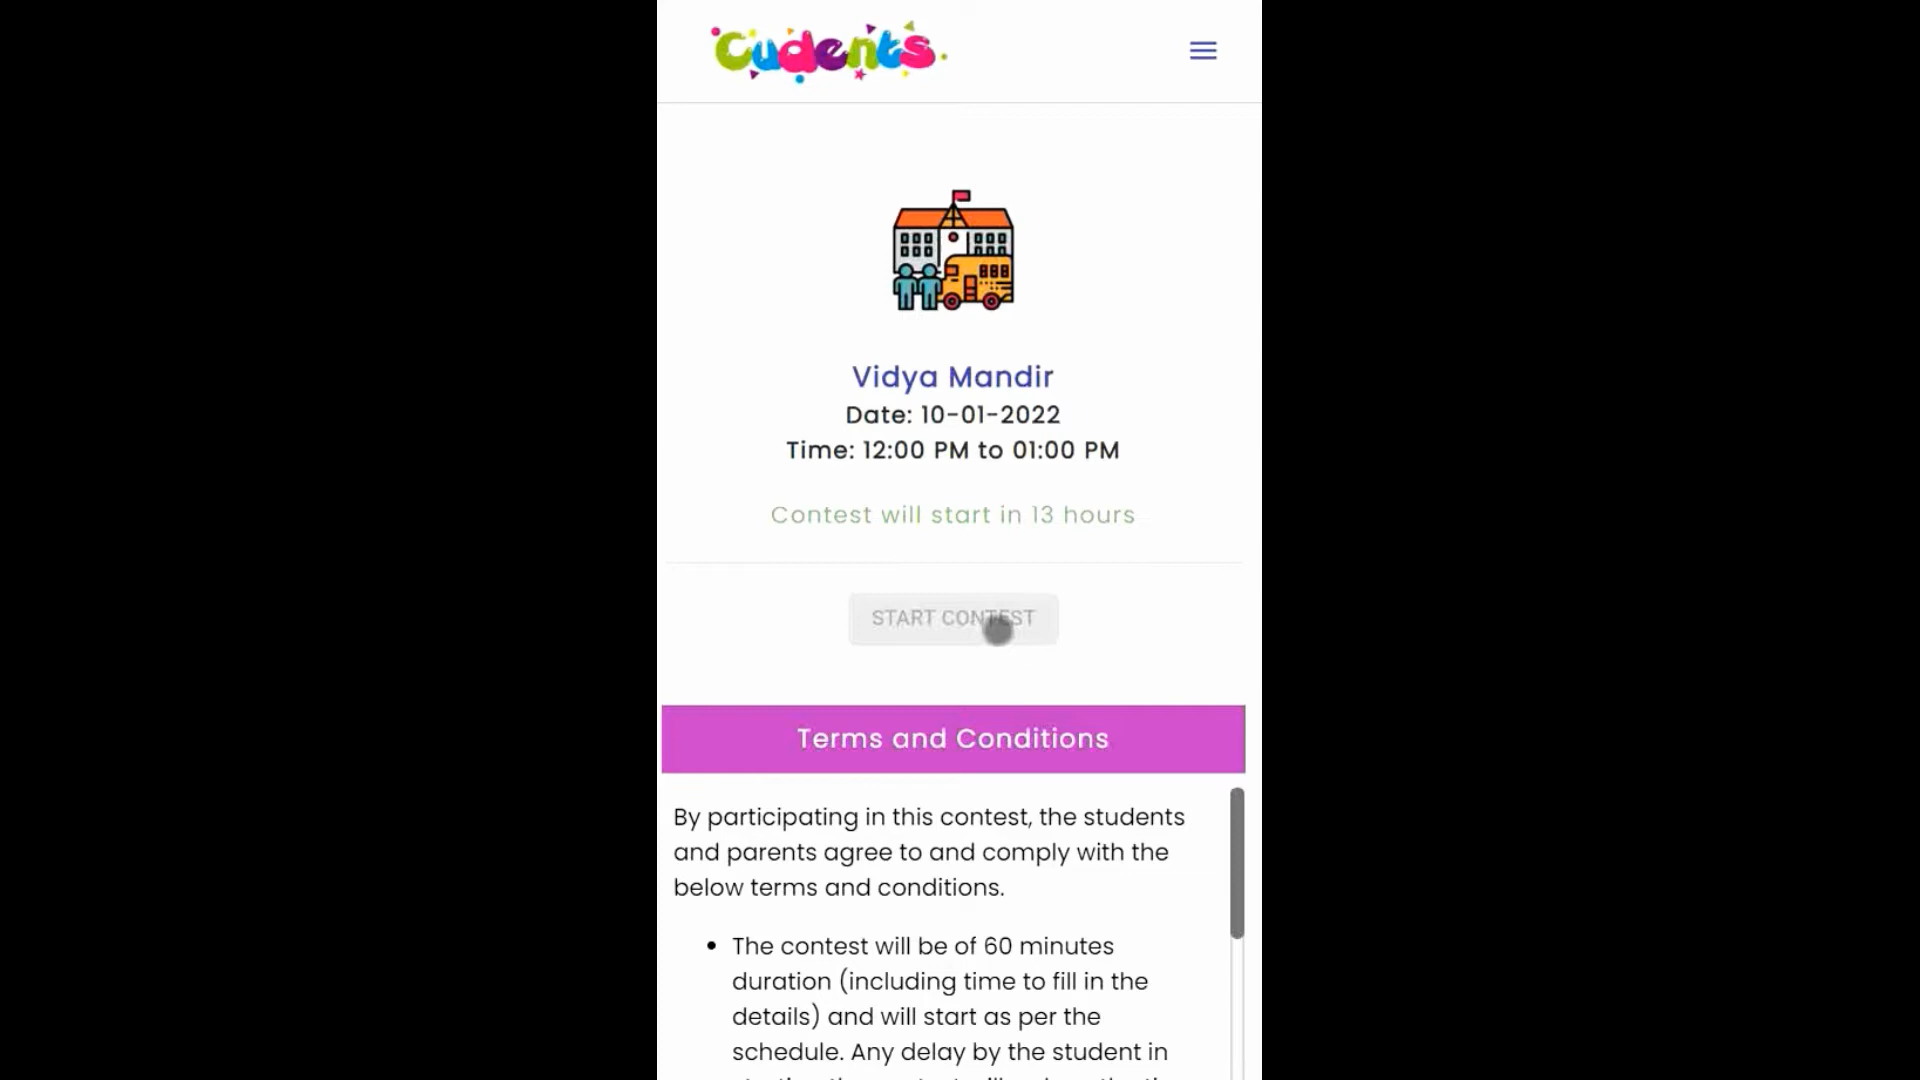 Cudents
Vidya Mandir
Date: 10-01-2022
Time: 12:00 PM to 01:00 PM
Contest will start in 13 hours
START CONTEST
Terms and Conditions
By participating in this contest, the students
and parents agree to and comply with the
below terms and conditions.
• The contest will be of 60 minutes
duration (including time to fill in the
details) and will start as per the
schedule. Any delay by the student in